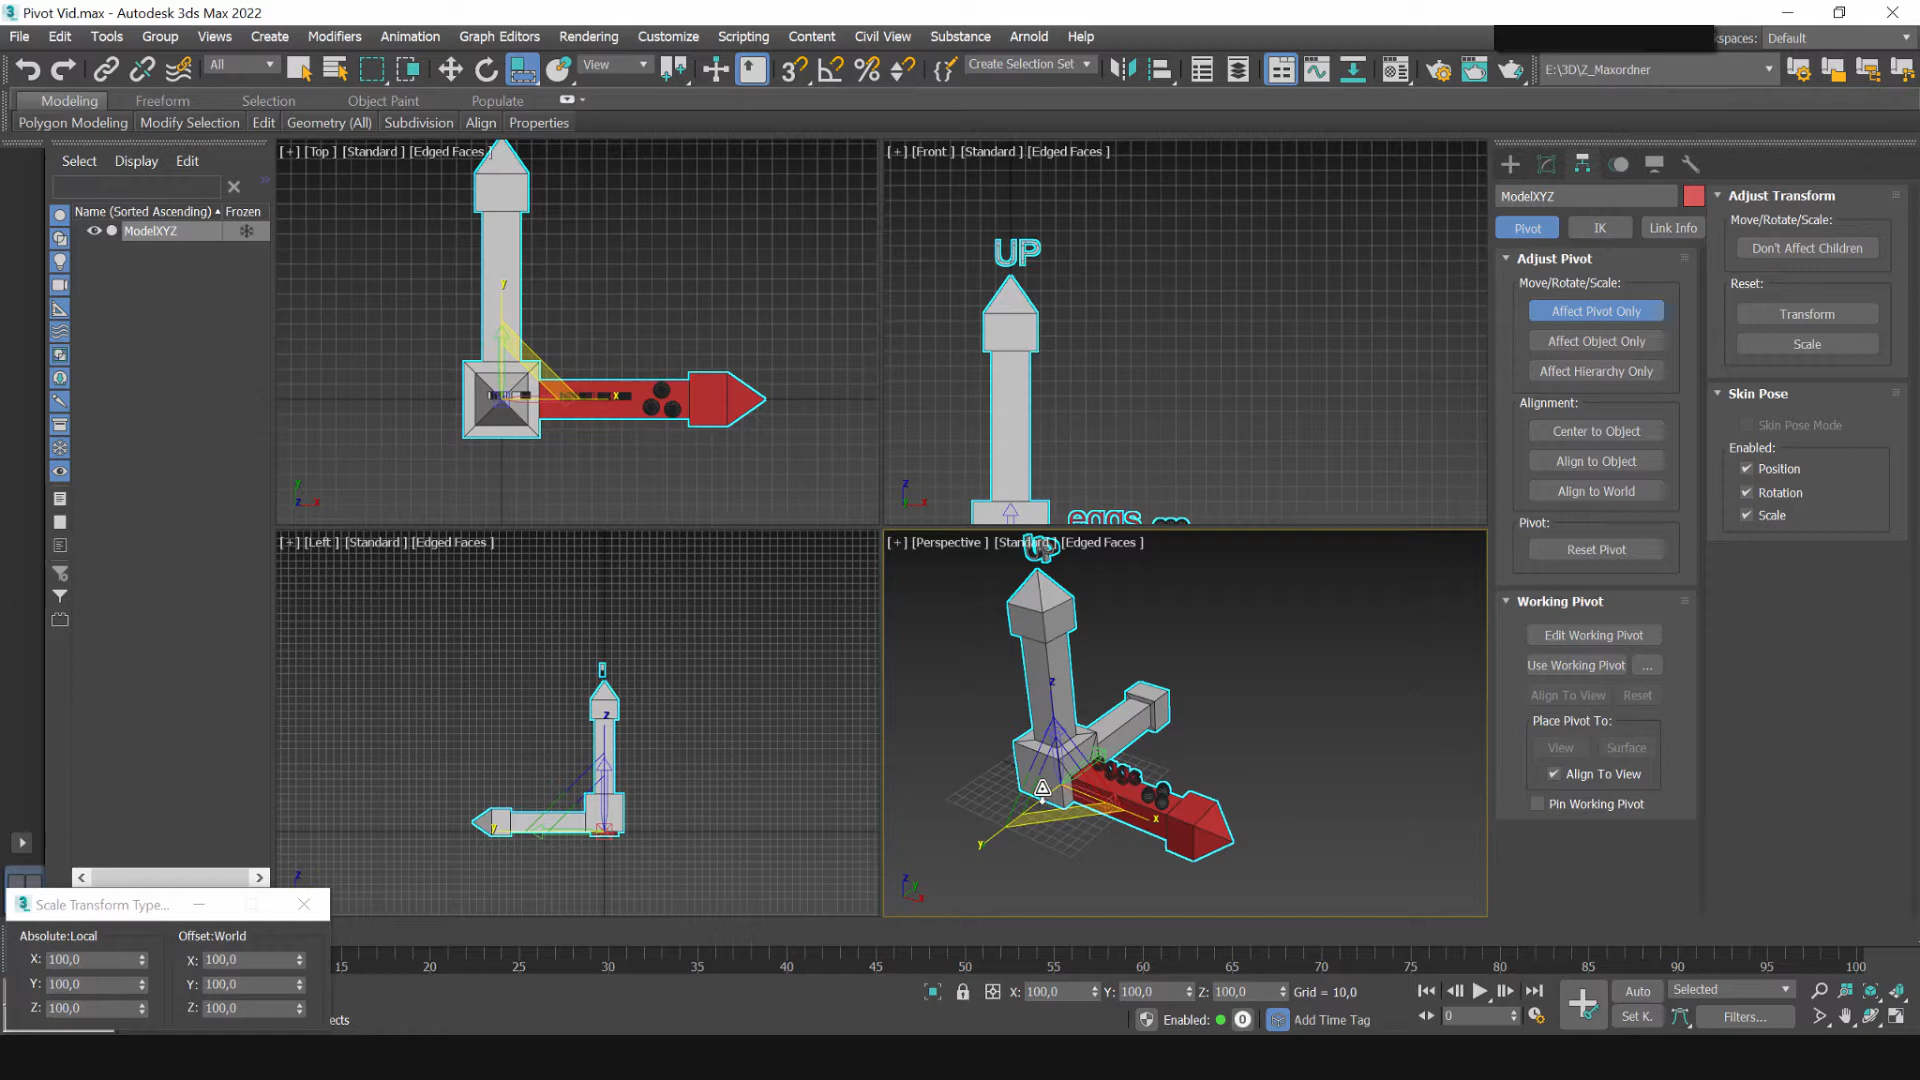 Pivot Vid.max - Autodesk 3ds Max 2022
File Edit Tools Group Views Create Modifiers Animation Graph Editors Rendering Customize Scripting Content Civil View Substance Arnold Help kspaces: Default
All View Create Selection Set E:\3D\Z_Maxordner
Modeling Freeform Selection Object Paint Populate
Polygon Modeling Modify Selection Edit Geometry (All) Subdivision Align Properties
Select Display Edit
Name (Sorted Ascending) Frozen
ModelXYZ
[ + ] [Top ] [Standard ] [Edged Faces ]
y
x
y
z x
[ + ] [Front ] [Standard ] [Edged Faces ]
UP
eggs
z
y x
[ + ] [Left ] [Standard ] [Edged Faces ]
z
y
z
[ + ] [Perspective ] [Standard ] [Edged Faces ]
Up
z
x
y
z
y
x
ModelXYZ
Pivot IK Link Info
Adjust Pivot
Move/Rotate/Scale:
Affect Pivot Only
Affect Object Only
Affect Hierarchy Only
Alignment:
Center to Object
Align to Object
Align to World
Pivot:
Reset Pivot
Working Pivot
Edit Working Pivot
Use Working Pivot ...
Align To View Reset
Place Pivot To:
View Surface
Align To View
Pin Working Pivot
Adjust Transform
Move/Rotate/Scale:
Don't Affect Children
Reset:
Transform
Scale
Skin Pose
Skin Pose Mode
Enabled:
Position
Rotation
Scale
Scale Transform Type...
Absolute:Local Offset:World
X: 100,0 X: 100,0
Y: 100,0 Y: 100,0
Z: 100,0 Z: 100,0
15 20 25 30 35 40 45 50 55 60 65 70 75 80 85 90 95 100
X: 100,0 Y: 100,0 Z: 100,0 Grid = 10,0
Auto Selected
ects Enabled: 0 Add Time Tag
0 Set K. Filters...